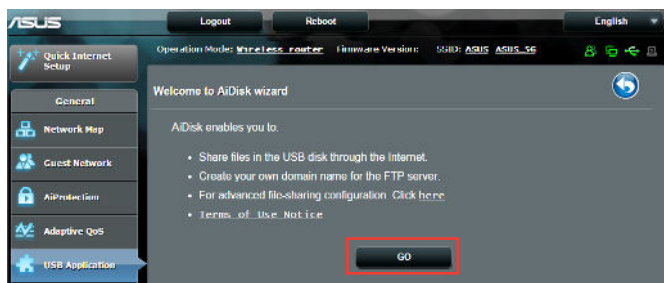 ASUS Logout Reboot English
Quick Internet Setup
Operation Mode: Wireless router Firmware Version: SSID: ASUS ASUS_5G
General
Network Map
Guest Network
AiProtection
Adaptive QoS
USB Application
Welcome to AiDisk wizard
AiDisk enables you to:
• Share files in the USB disk through the Internet.
• Create your own domain name for the FTP server.
• For advanced file-sharing configuration Click here
• Terms of Use Notice
GO